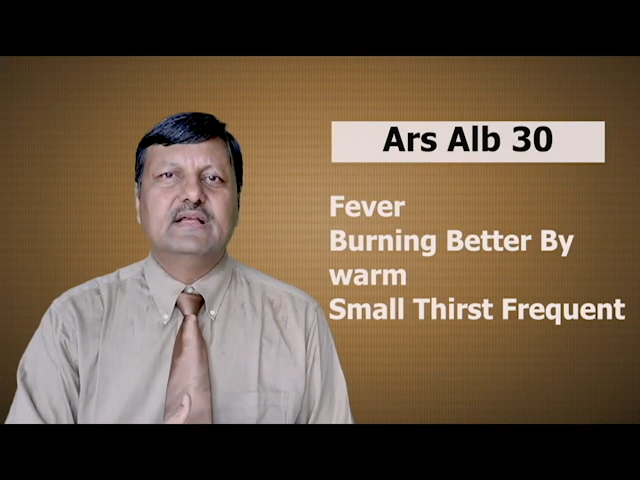 Ars Alb 30
Fever
Burning Better By
warm
Small Thirst Frequent